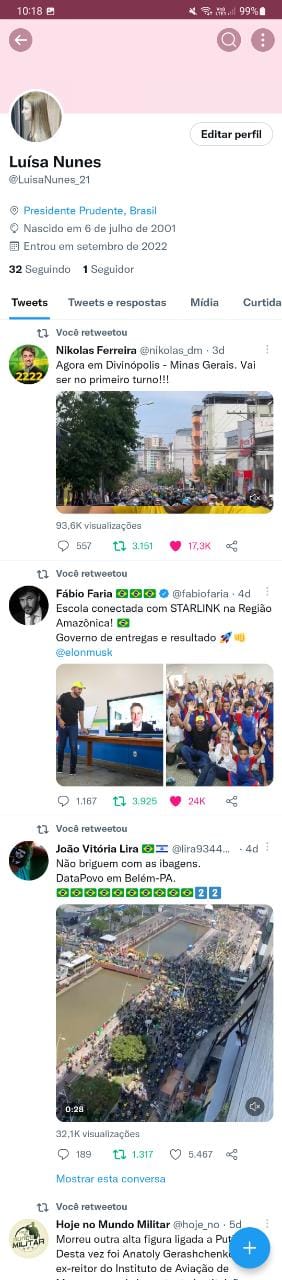 10:18
99%
Editar perfil
Luísa Nunes
@LuisaNunes_21
Presidente Prudente, Brasil
Nascido em 6 de julho de 2001
Entrou em setembro de 2022
32 Seguindo 1 Seguidor
Tweets Tweets e respostas Mídia Curtida
Você retweetou
Nikolas Ferreira @nikolas_dm · 3d
Agora em Divinópolis - Minas Gerais. Vai
ser no primeiro turno!!!
2222
93,6K visualizações
557 3.151 17,3K
Você retweetou
Fábio Faria 🇧🇷🇧🇷🇧🇷 @fabiofaria · 4d
Escola conectada com STARLINK na Região
Amazônica! 🇧🇷
Governo de entregas e resultado 🚀👊
@elonmusk
1.167 3.925 24K
Você retweetou
João Vitória Lira 🇧🇷🇮🇱 @lira9344... · 4d
Não briguem com as ibagens.
DataPovo em Belém-PA.
🇧🇷🇧🇷🇧🇷🇧🇷🇧🇷🇧🇷🇧🇷🇧🇷🇧🇷🇧🇷🇧🇷2️⃣2️⃣
0:28
32,1K visualizações
189 1.317 5.467
Mostrar esta conversa
Você retweetou
Hoje no Mundo Militar @hoje_no · 5d
Morreu outra alta figura ligada a
Desta vez foi Anatoly
ex-reitor do Instituto de Aviação de
MILITAR